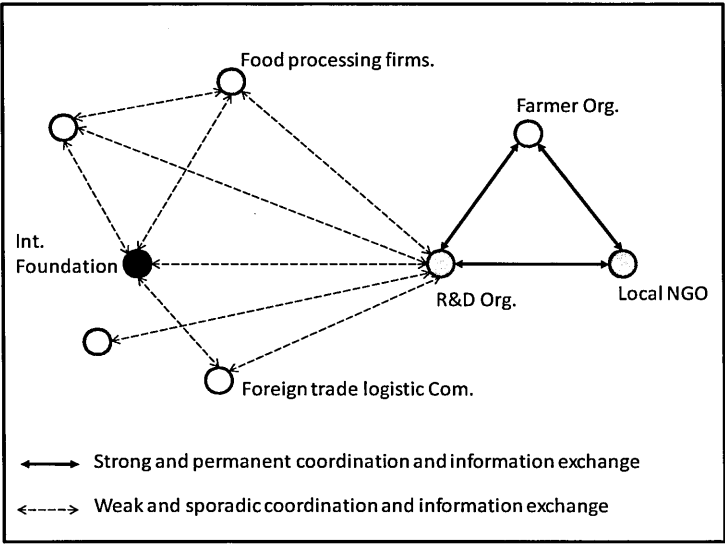 Food processing firms.
Farmer Org.
Int.
Foundation
R&D Org.
Local NGO
Foreign trade logistic Com.
Strong and permanent coordination and information exchange
Weak and sporadic coordination and information exchange